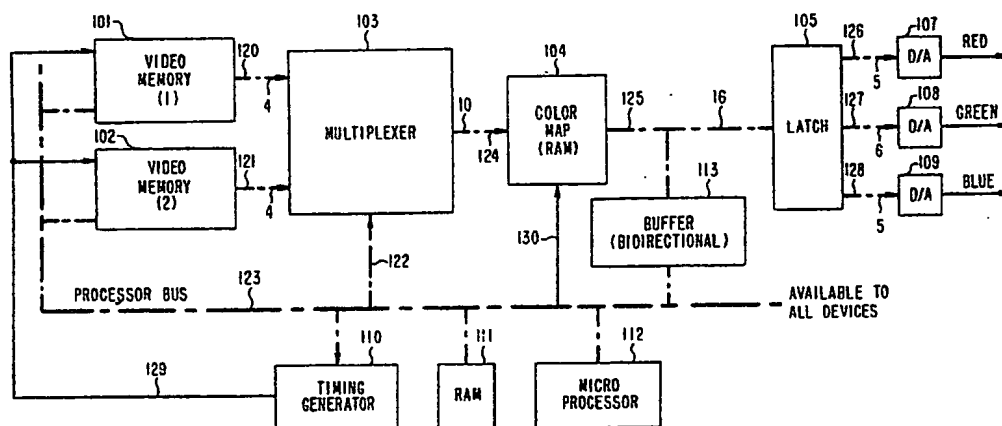 101
VIDEO
MEMORY
(1)
120
4
102
VIDEO
MEMORY
(2)
121
4
103
MULTIPLEXER
10
124
104
COLOR
MAP
(RAM)
125
16
105
LATCH
126
5
107
D/A
RED
127
6
108
D/A
GREEN
128
5
109
D/A
BLUE
113
BUFFER
(BIDIRECTIONAL)
122
130
PROCESSOR BUS
123
AVAILABLE TO
ALL DEVICES
129
110
TIMING
GENERATOR
111
RAM
112
MICRO
PROCESSOR